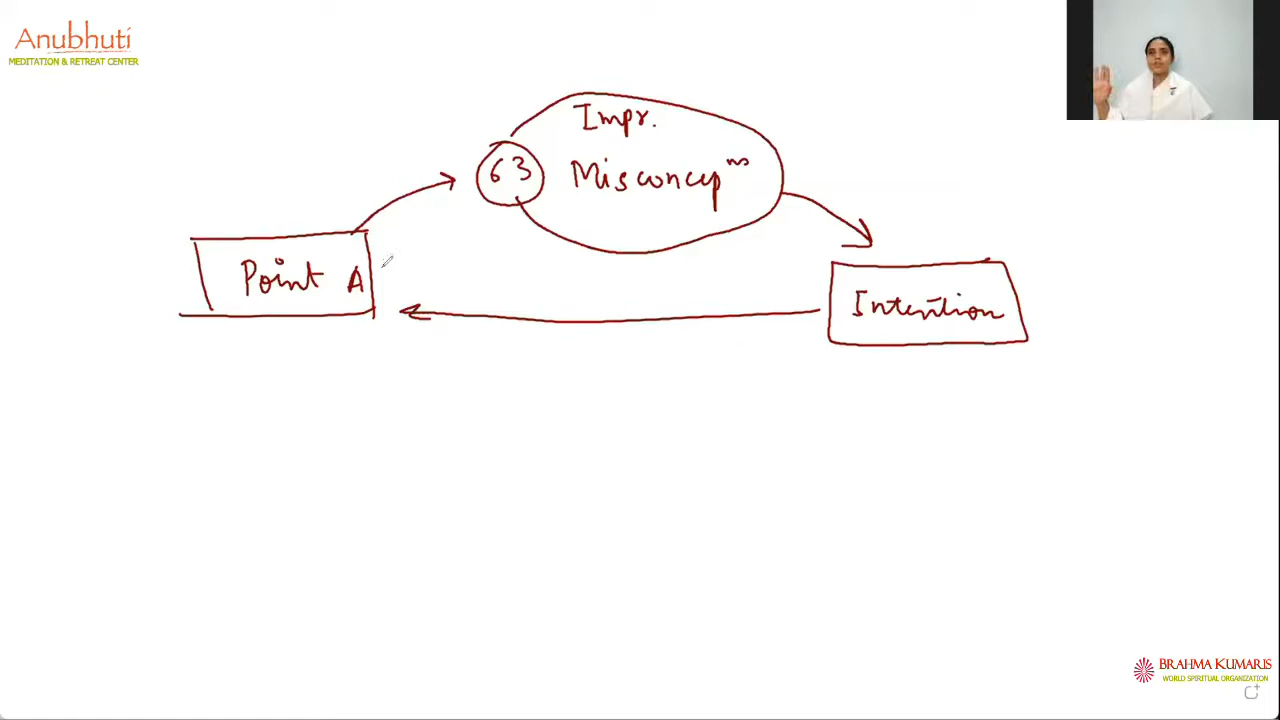 Anubhuti
MEDITATION & RETREAT CENTER
Impr.
63 Misconcepns
Point A
Intention
BRAHMA KUMARIS
WORLD SPIRITUAL ORGANIZATION